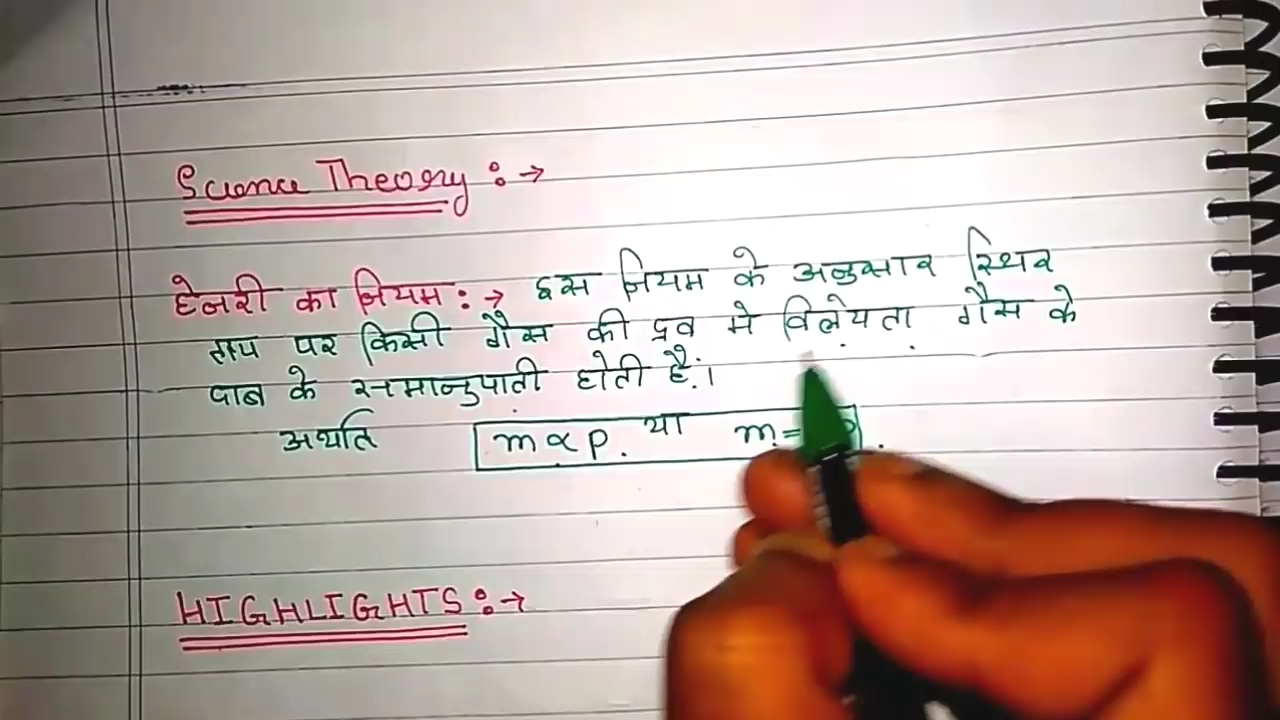 Science Theory :→
हेनरी का नियम :→ इस नियम के अनुसार स्थिर
ताप पर किसी गैस की द्रव मे विलेयता गैस के
दाब के समानुपाती होती है।
अर्थात m ∝ p. या m =
HIGHLIGHTS :→